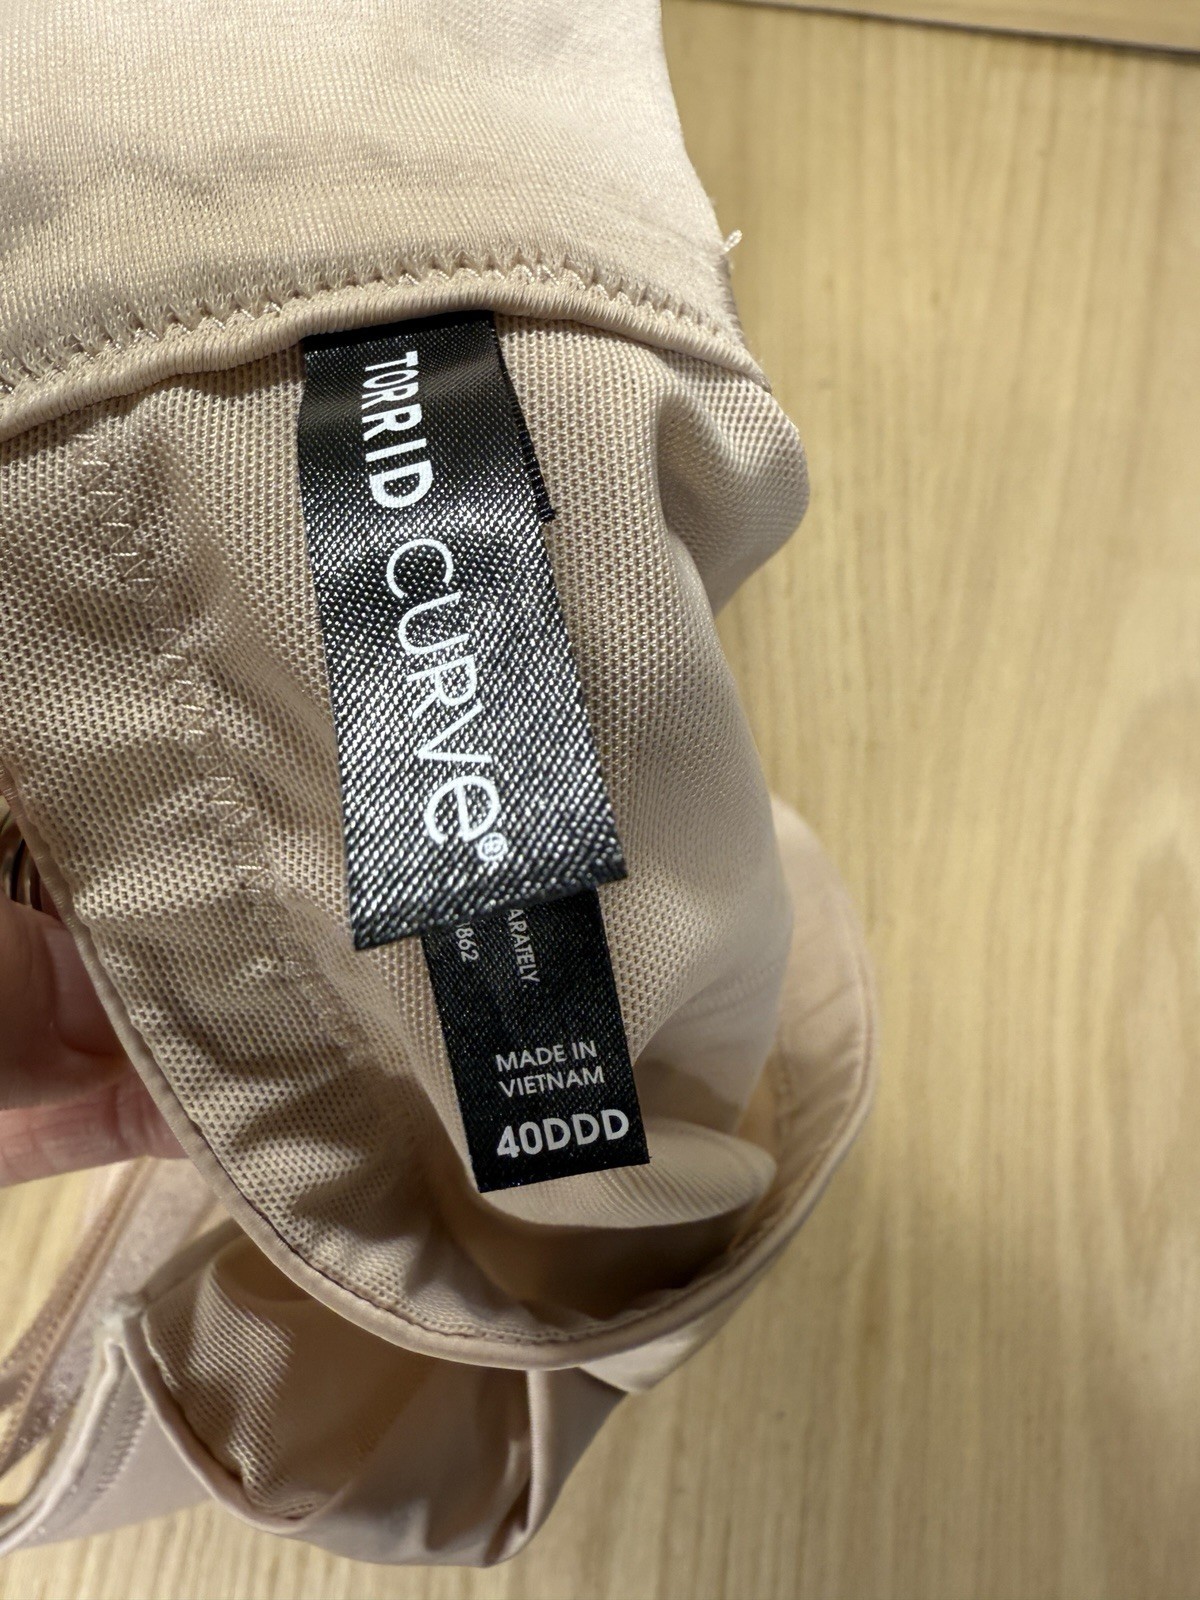 TORRID CURVe®
ARATELY.
862
MADE IN
VIETNAM
40DDD